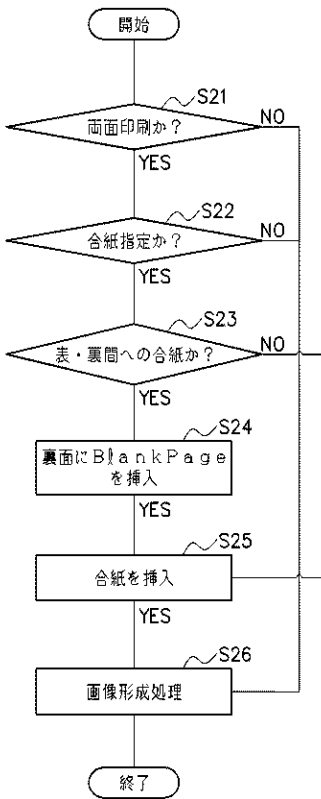 開始
S21
両面印刷か?
NO
YES
S22
合紙指定か?
NO
YES
S23
表・裏間への合紙か?
NO
YES
S24
裏面にBlankPage
を挿入
YES
S25
合紙を挿入
YES
S26
画像形成処理
終了